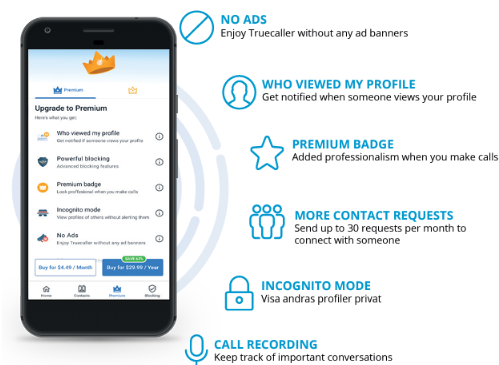 Premium
Upgrade to Premium
Here's what you get:
Who viewed my profile
Get notified if someone views your profile
Powerful blocking
Advanced blocking features
Premium badge
Look proffesional when you make calls
Incognito mode
View profiles of others without alerting them
No Ads
Enjoy Truecaller without any ad banners
Buy for $4.49 / Month
Buy for $29.99 / Year
Home
Contacts
Premium
Blocking
NO ADS
Enjoy Truecaller without any ad banners
WHO VIEWED MY PROFILE
Get notified when someone views your profile
PREMIUM BADGE
Added professionalism when you make calls
MORE CONTACT REQUESTS
Send up to 30 requests per month to
connect with someone
INCOGNITO MODE
Visa andras profiler privat
CALL RECORDING
Keep track of important conversations